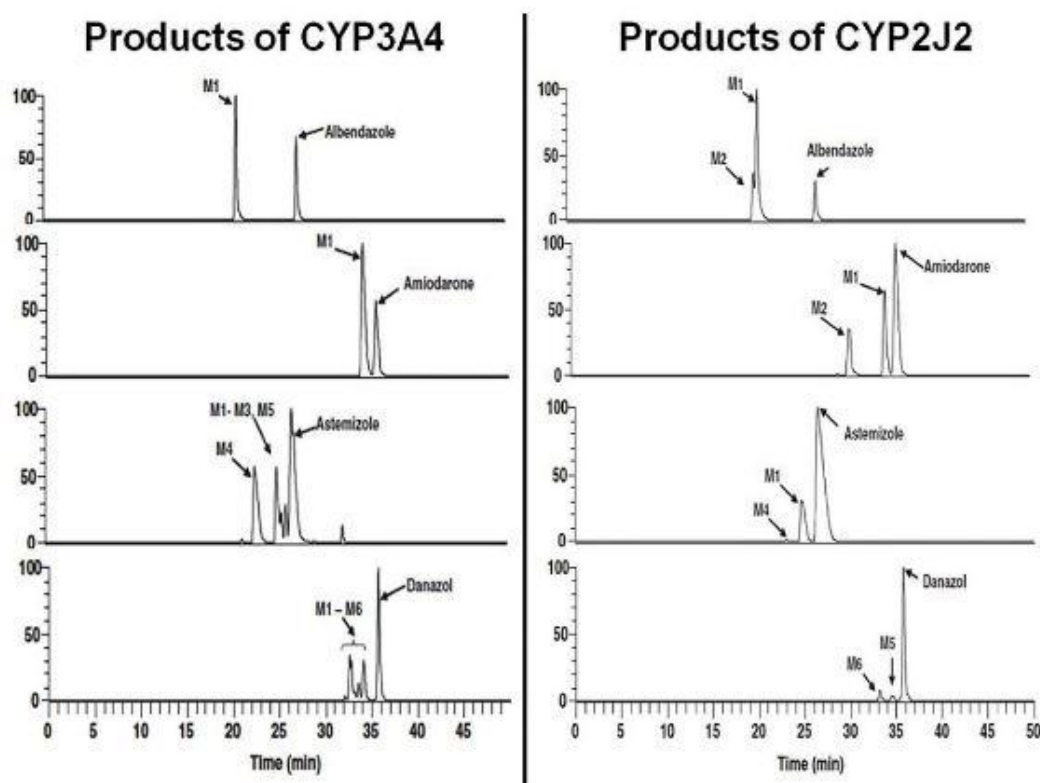 Products of CYP3A4
M1
Albendazole
100
50
0
M1
Amiodarone
100
50
0
M1- M3, M5
Astemizole
M4
100
50
0
Danazol
M1 – M6
100
50
0
0 5 10 15 20 25 30 35 40 45
Time (min)
Products of CYP2J2
M1
M2
Albendazole
100
50
0
Amiodarone
M1
M2
100
50
0
Astemizole
M1
M4
100
50
0
Danazol
M5
M6
100
50
0
0 5 10 15 20 25 30 35 40 45 50
Time (min)